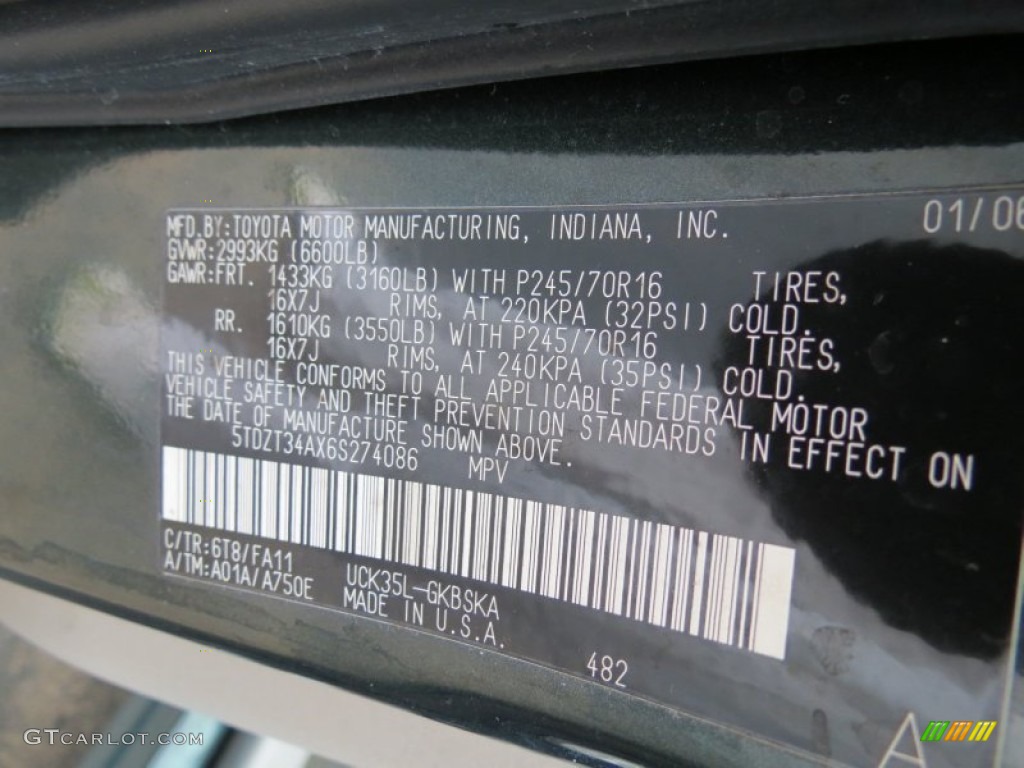 MFD.BY:TOYOTA MOTOR MANUFACTURING, INDIANA, INC. 01/06
GVWR:2993KG (6600LB)
GAWR:FRT. 1433KG (3160LB) WITH P245/70R16 TIRES,
16X7J RIMS, AT 220KPA (32PSI) COLD.
RR. 1610KG (3550LB) WITH P245/70R16 TIRES,
16X7J RIMS, AT 240KPA (35PSI) COLD.
THIS VEHICLE CONFORMS TO ALL APPLICABLE FEDERAL MOTOR
VEHICLE SAFETY AND THEFT PREVENTION STANDARDS IN EFFECT ON
THE DATE OF MANUFACTURE SHOWN ABOVE.
5TDZT34AX6S274086 MPV
C/TR:6T8/FA11
A/TM:A01A/A750E
UCK35L-GKBSKA
MADE IN U.S.A.
482
A
GTCARLOT.COM